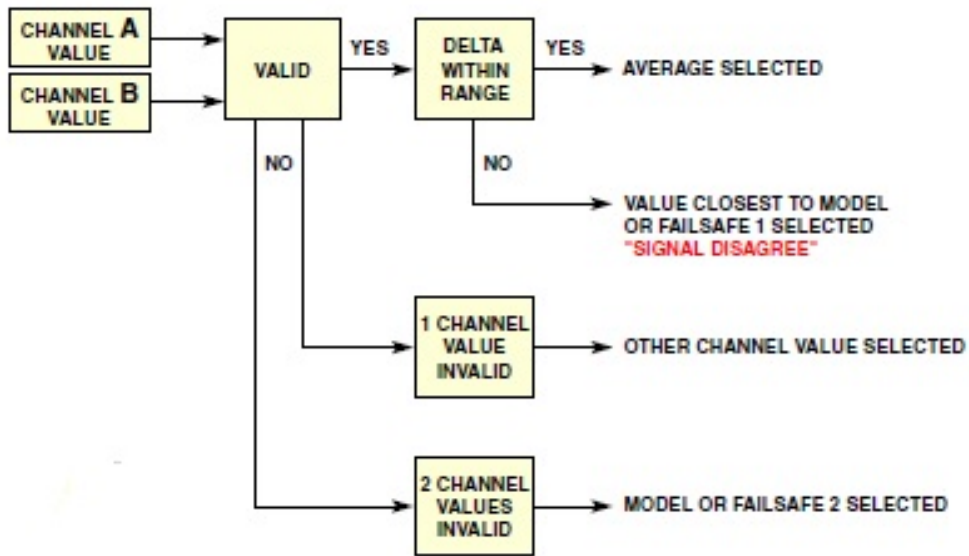 CHANNEL A
VALUE
CHANNEL B
VALUE
VALID
YES
DELTA
WITHIN
RANGE
YES
AVERAGE SELECTED
NO
NO
VALUE CLOSEST TO MODEL
OR FAILSAFE 1 SELECTED
"SIGNAL DISAGREE"
1 CHANNEL
VALUE
INVALID
OTHER CHANNEL VALUE SELECTED
2 CHANNEL
VALUES
INVALID
MODEL OR FAILSAFE 2 SELECTED